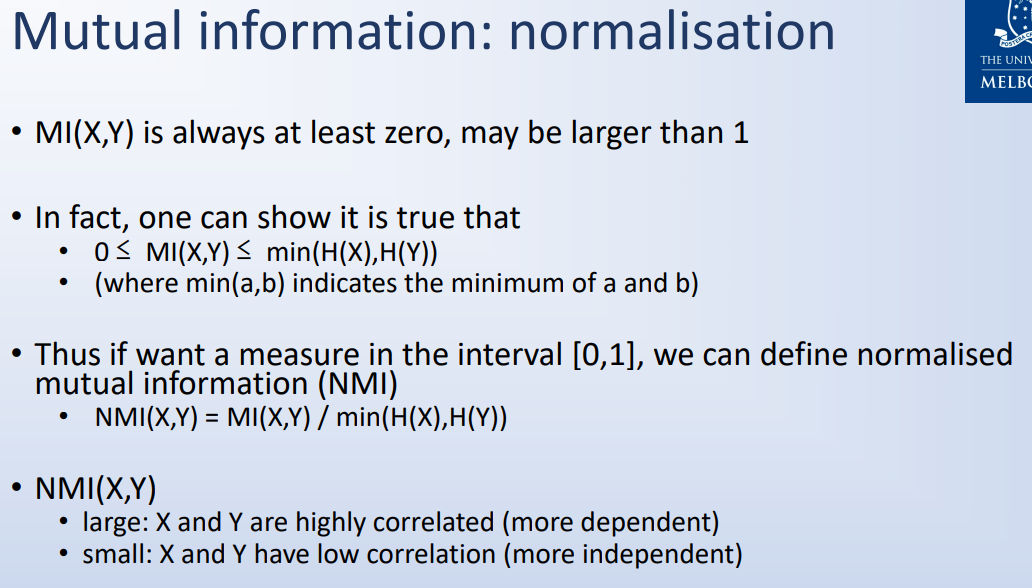 Mutual information: normalisation
THE UNIV
MELBO
• MI(X,Y) is always at least zero, may be larger than 1
• In fact, one can show it is true that
• 0 ≤ MI(X,Y) ≤ min(H(X),H(Y))
• (where min(a,b) indicates the minimum of a and b)
• Thus if want a measure in the interval [0,1], we can define normalised
mutual information (NMI)
• NMI(X,Y) = MI(X,Y) / min(H(X),H(Y))
• NMI(X,Y)
• large: X and Y are highly correlated (more dependent)
• small: X and Y have low correlation (more independent)